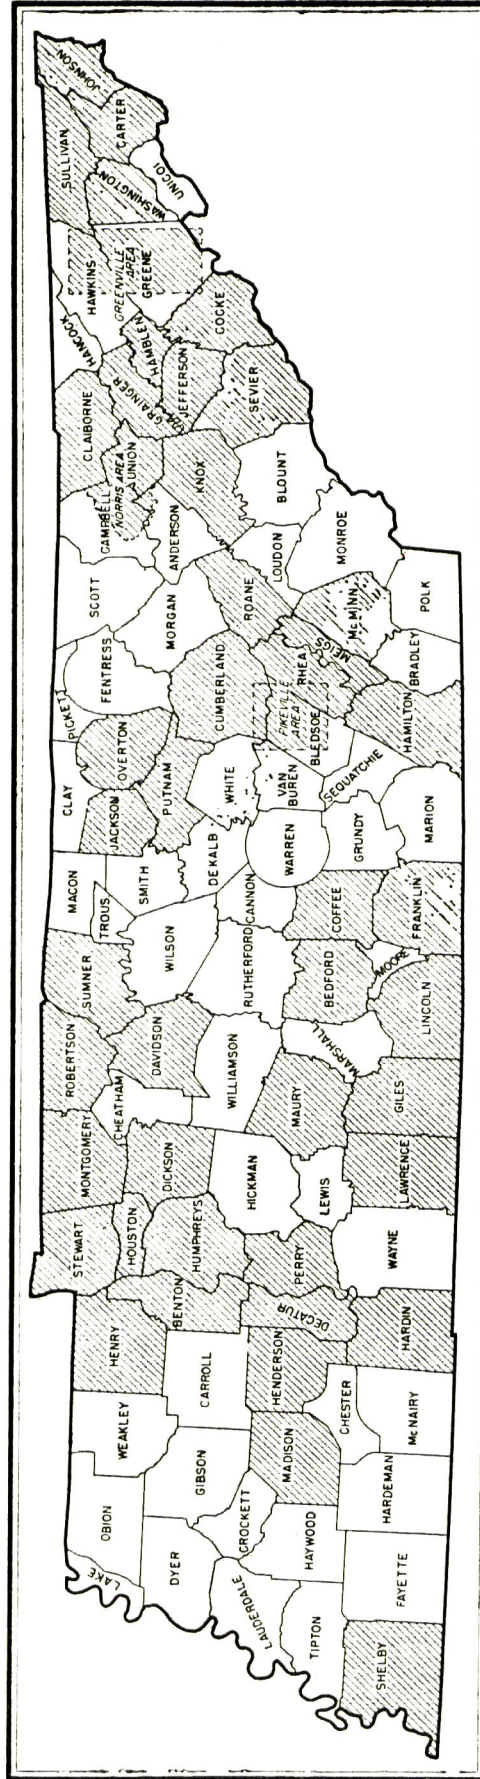 LAKE
OBION
WEAKLEY
HENRY
STEWART
MONTGOMERY
ROBERTSON
SUMNER
MACON
TROUS
CLAY
PICKETT
FENTRESS
SCOTT
CAMPBELL
CLAIBORNE
HANCOCK
HAWKINS
SULLIVAN
JOHNSON
CARTER
DYER
GIBSON
CARROLL
BENTON
HOUSTON
HUMPHREYS
DICKSON
CHEATHAM
DAVIDSON
WILSON
SMITH
JACKSON
OVERTON
PUTNAM
MORGAN
ANDERSON
NORRIS AREA
UNION
GRAINGER
HAMBLEN
GREENVILLE
AREA
GREENE
WASHINGTON
UNICOI
LAUDERDALE
CROCKETT
MADISON
HENDERSON
DECATUR
PERRY
HICKMAN
WILLIAMSON
RUTHERFORD
CANNON
DE KALB
WHITE
CUMBERLAND
ROANE
KNOX
JEFFERSON
COCKE
SEVIER
TIPTON
HAYWOOD
CHESTER
LEWIS
MAURY
MARSHALL
BEDFORD
COFFEE
WARREN
VAN
BUREN
PIKEVILLE
AREA
BLEDSOE
RHEA
MEIGS
LOUDON
BLOUNT
SHELBY
FAYETTE
HARDEMAN
McNAIRY
HARDIN
WAYNE
LAWRENCE
GILES
LINCOLN
MOORE
FRANKLIN
GRUNDY
MARION
SEQUATCHIE
HAMILTON
BRADLEY
McMINN
POLK
MONROE